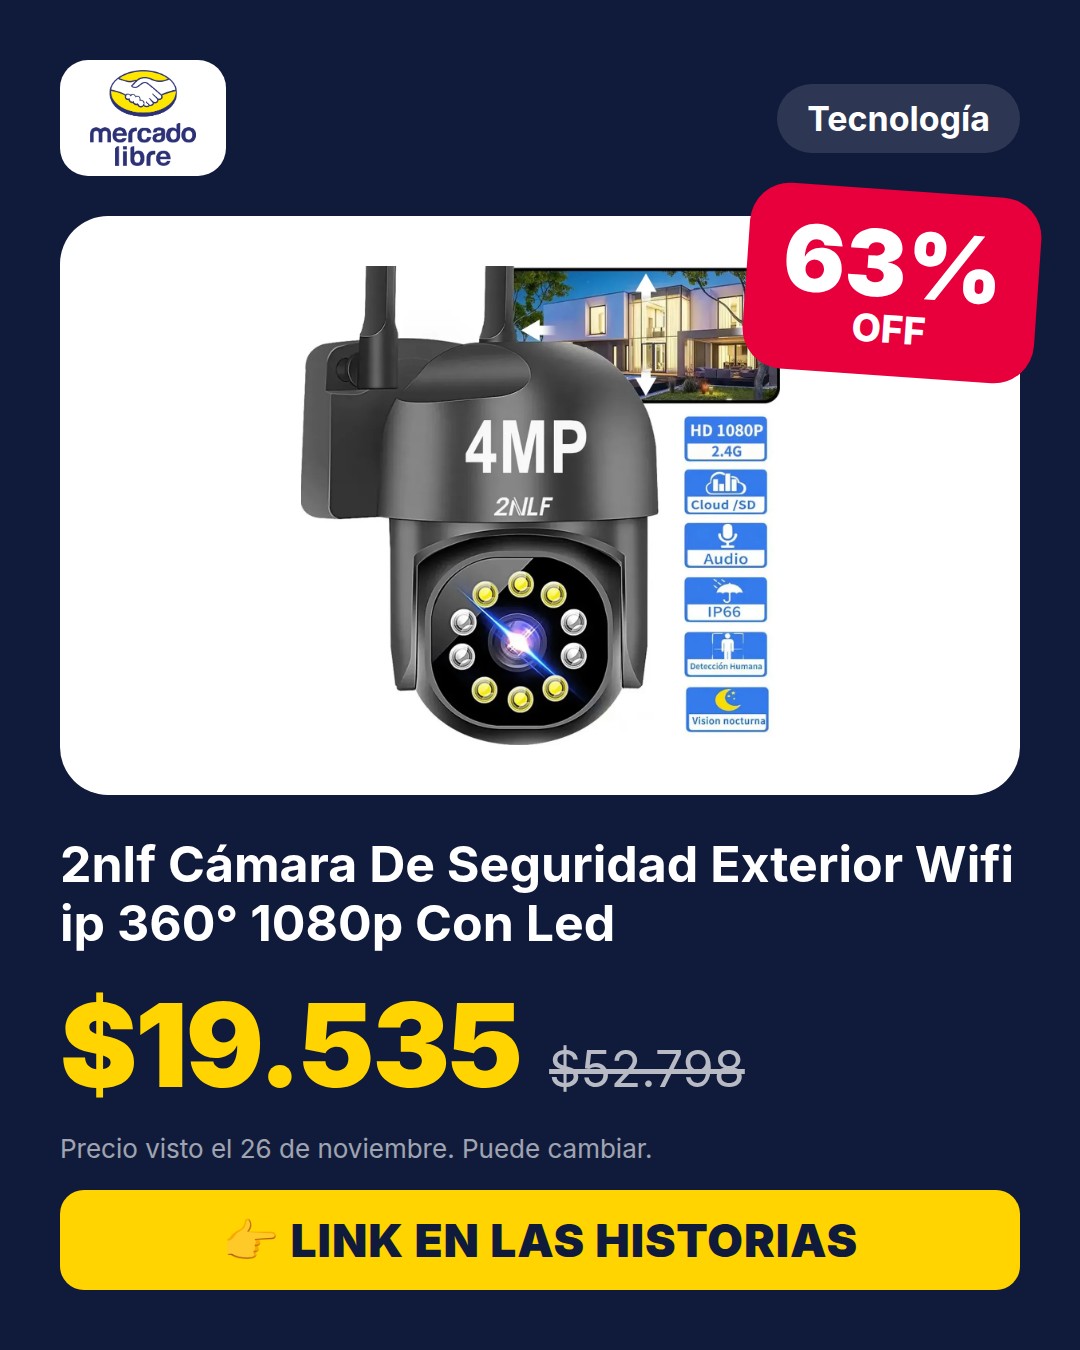 mercado
libre
Tecnología
63%
OFF
4MP
2NLF
HD 1080P
2.4G
Cloud /SD
Audio
IP66
Detección Humana
Vision nocturna
2nlf Cámara De Seguridad Exterior Wifi
ip 360° 1080p Con Led
$19.535 $52.798
Precio visto el 26 de noviembre. Puede cambiar.
👉 LINK EN LAS HISTORIAS